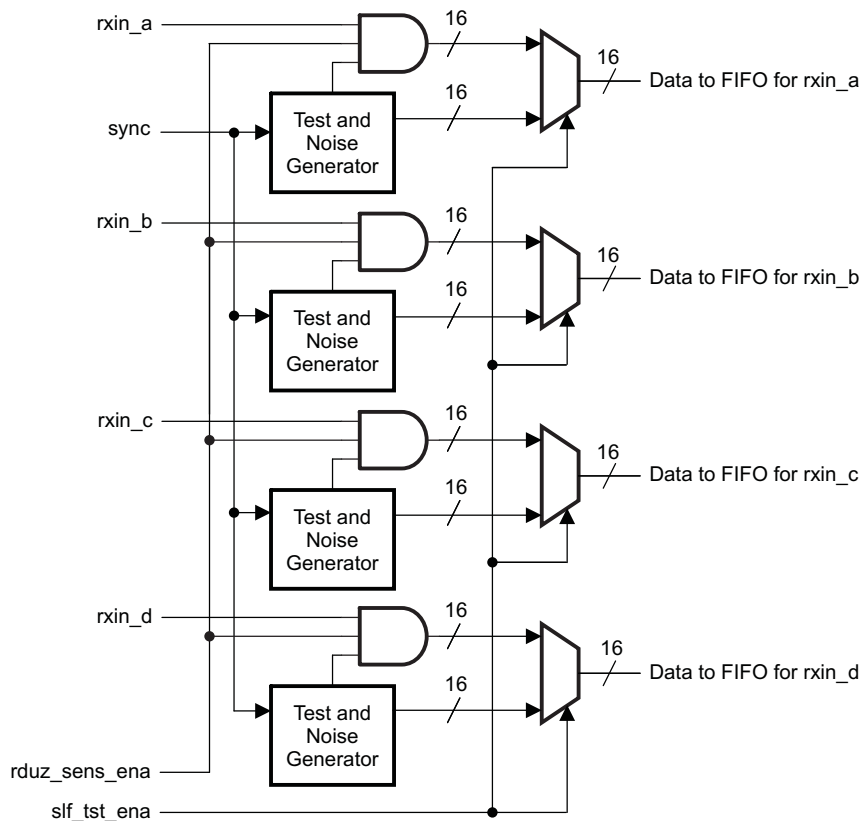 rxin_a
16
16
Data to FIFO for rxin_a
sync
Test and
Noise
Generator
16
rxin_b
16
16
Data to FIFO for rxin_b
Test and
Noise
Generator
16
rxin_c
16
16
Data to FIFO for rxin_c
Test and
Noise
Generator
16
rxin_d
16
16
Data to FIFO for rxin_d
Test and
Noise
Generator
16
rduz_sens_ena
slf_tst_ena